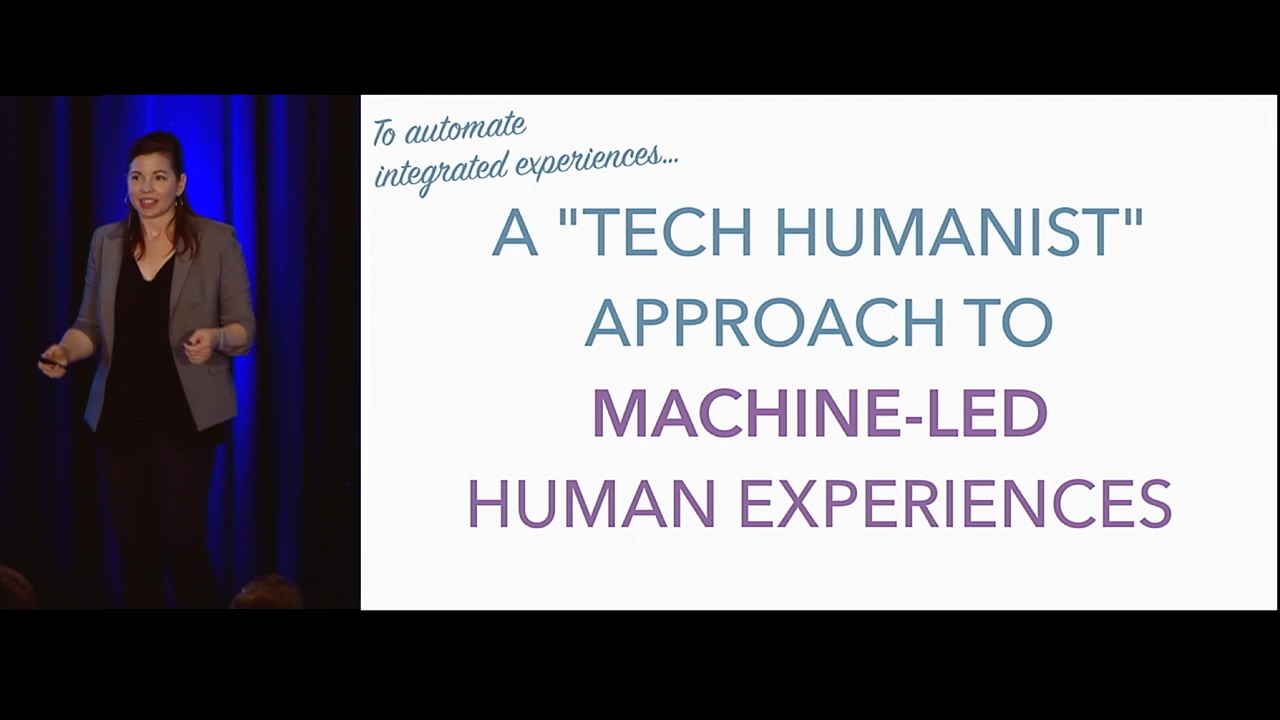 To automate
integrated experiences...
A "TECH HUMANIST"
APPROACH TO
MACHINE-LED
HUMAN EXPERIENCES